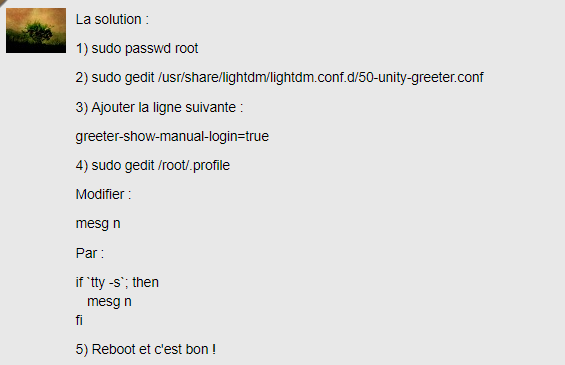 La solution :
1) sudo passwd root
2) sudo gedit /usr/share/lightdm/lightdm.conf.d/50-unity-greeter.conf
3) Ajouter la ligne suivante :
greeter-show-manual-login=true
4) sudo gedit /root/.profile
Modifier :
mesg n
Par :
if `tty -s`; then
   mesg n
fi
5) Reboot et c'est bon !